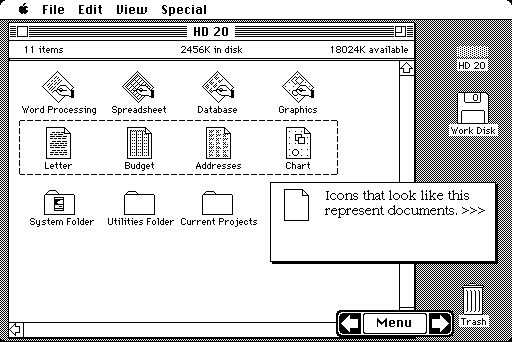 File Edit View Special
HD 20
11 items 2456K in disk 18024K available
Word Processing Spreadsheet Database Graphics
Letter Budget Addresses Chart
System Folder Utilities Folder Current Projects
HD 20
0
Work Disk
Icons that look like this
represent documents. >>>
Menu
Trash